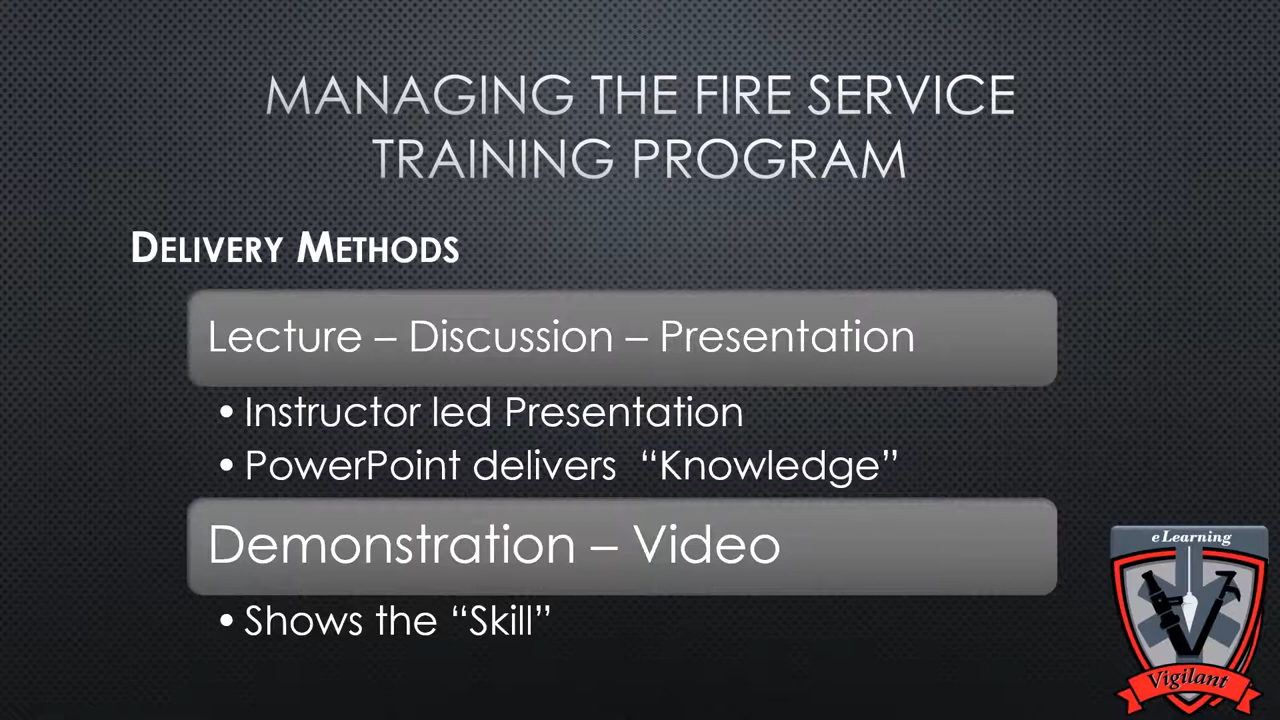 MANAGING THE FIRE SERVICE
TRAINING PROGRAM
DELIVERY METHODS
Lecture – Discussion – Presentation
• Instructor led Presentation
• PowerPoint delivers “Knowledge”
Demonstration – Video
• Shows the “Skill”
eLearning
Vigilant